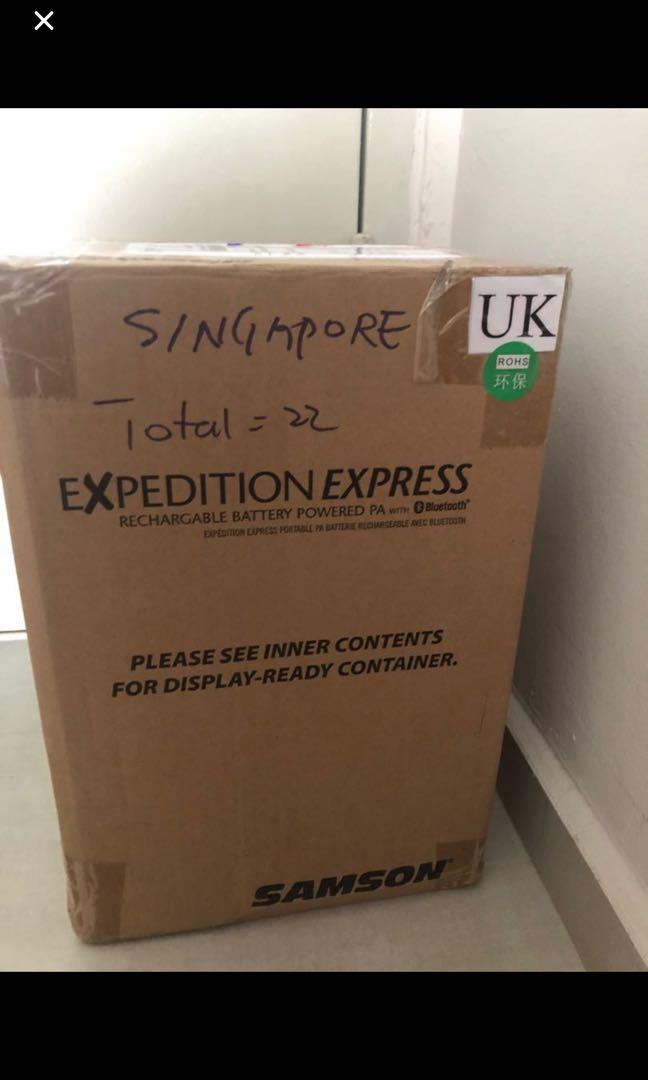 SINGAPORE
UK
ROHS
环保
Total = 22
EXPEDITION EXPRESS
RECHARGABLE BATTERY POWERED PA WITH Bluetooth®
EXPÉDITION EXPRESS PORTABLE PA BATTERIE RECHARGEABLE AVEC BLUETOOTH
PLEASE SEE INNER CONTENTS
FOR DISPLAY-READY CONTAINER.
SAMSON®